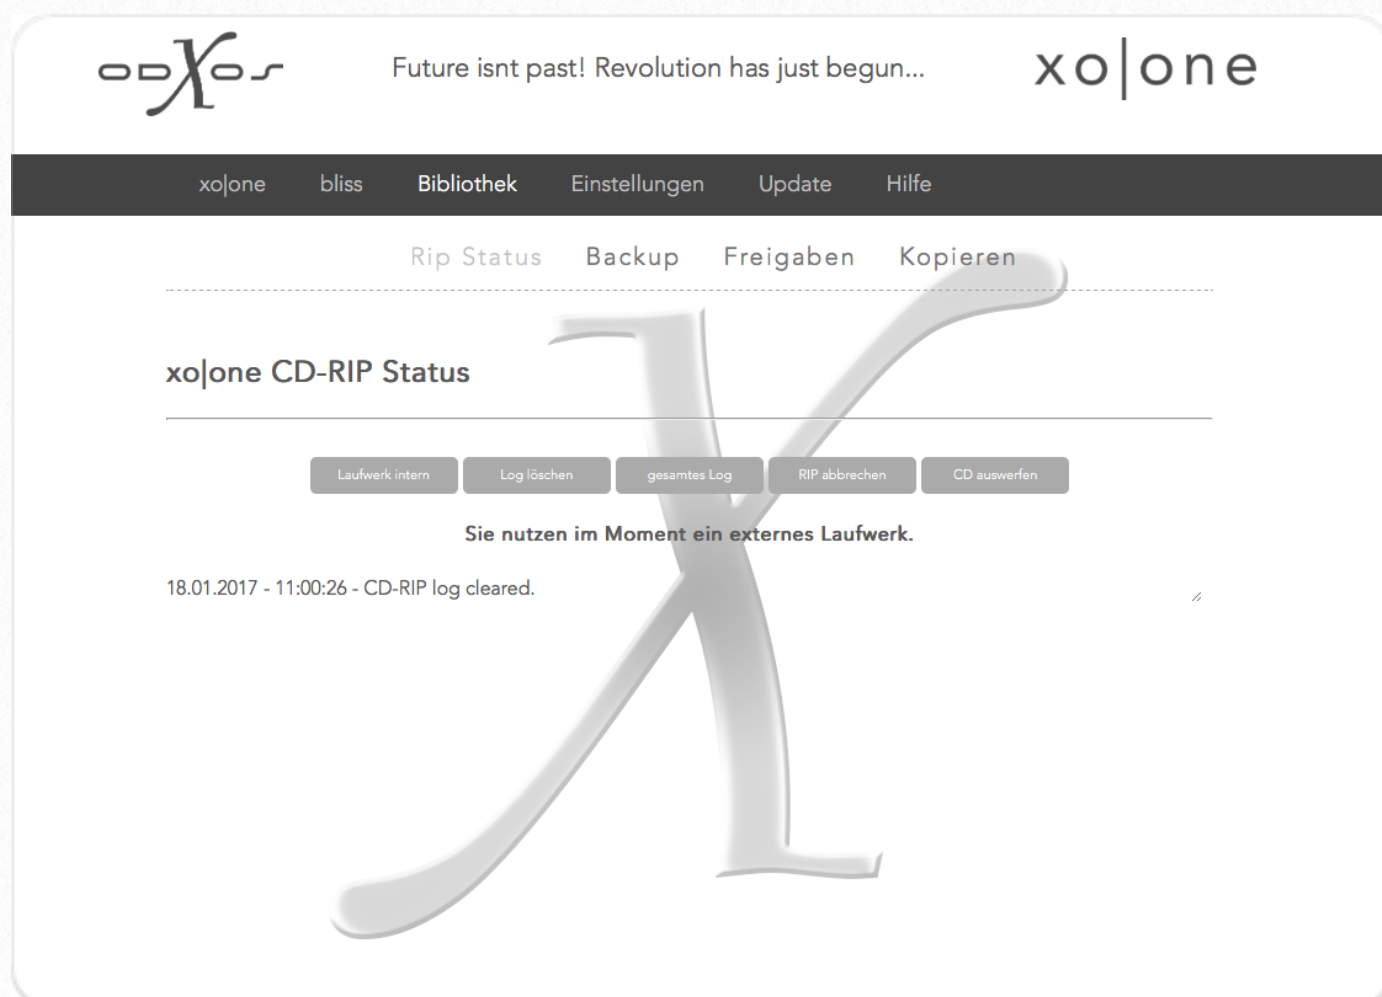 ODXOS
Future isnt past! Revolution has just begun...
xo|one
xo|one bliss Bibliothek Einstellungen Update Hilfe
Rip Status Backup Freigaben Kopieren
xo|one CD-RIP Status
Laufwerk intern Log löschen gesamtes Log RIP abbrechen CD auswerfen
Sie nutzen im Moment ein externes Laufwerk.
18.01.2017 - 11:00:26 - CD-RIP log cleared.